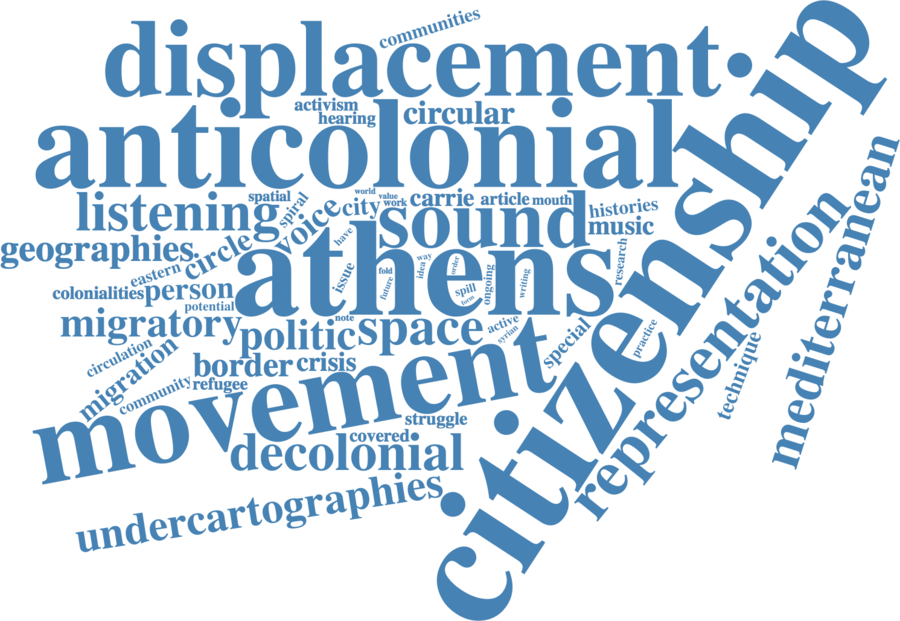 communities
displacement.
activism
hearing
circular
anticolonial
citizenship
mediterranean
listening
spatial
spiral
voice
world
value
work
city
carrie
article
mouth
sound
histories
music
geographies.
eastern
circle
have
athens
way
idea
order
fold
future
issue
spill
form
ongoing
writing
research
colonialities
person
potential
note
migratory
politic
space
active
syrian
special
practice
representation
technique
circulation
migration
border
crisis
community
refugee
movement
struggle
covered
decolonial
undercartographies